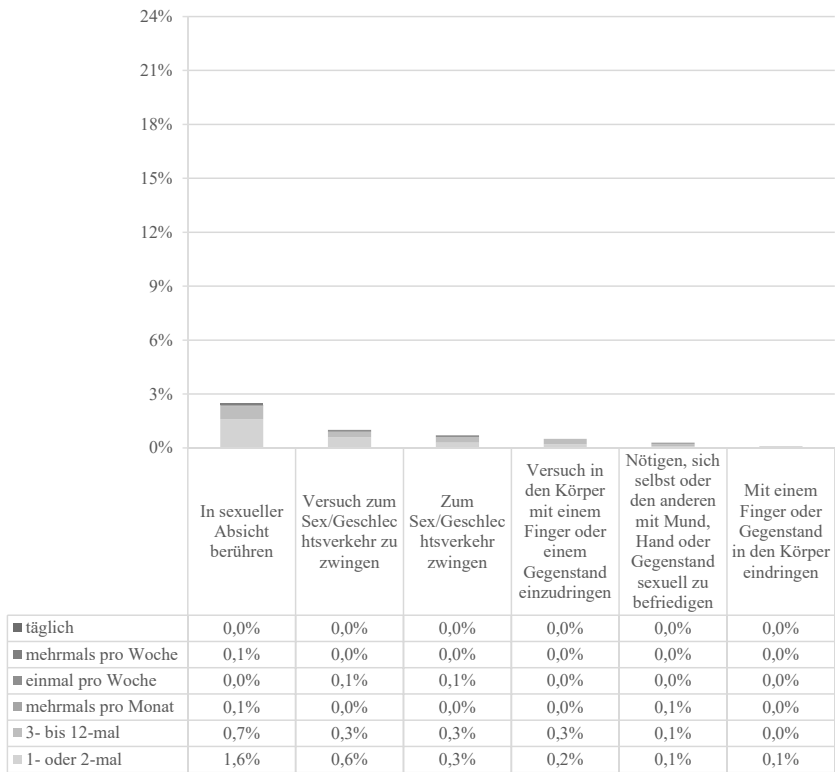 24%
21%
18%
15%
12%
9%
6%
3%
0%
In sexueller
Absicht
berühren
Versuch zum
Sex/Geschlec
htsverkehr zu
zwingen
Zum
Sex/Geschlec
htsverkehr
zwingen
Versuch in
den Körper
mit einem
Finger oder
einem
Gegenstand
einzudringen
Nötigen, sich
selbst oder
den anderen
mit Mund,
Hand oder
Gegenstand
sexuell zu
befriedigen
Mit einem
Finger oder
Gegenstand
in den Körper
eindringen
täglich 0,0% 0,0% 0,0% 0,0% 0,0% 0,0%
mehrmals pro Woche 0,1% 0,0% 0,0% 0,0% 0,0% 0,0%
einmal pro Woche 0,0% 0,1% 0,1% 0,0% 0,0% 0,0%
mehrmals pro Monat 0,1% 0,0% 0,0% 0,0% 0,1% 0,0%
3- bis 12-mal 0,7% 0,3% 0,3% 0,3% 0,1% 0,0%
1- oder 2-mal 1,6% 0,6% 0,3% 0,2% 0,1% 0,1%